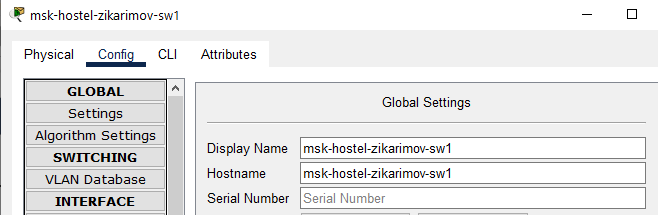 msk-hostel-zikarimov-sw1
Physical Config CLI Attributes
GLOBAL
Settings
Algorithm Settings
SWITCHING
VLAN Database
INTERFACE
Global Settings
Display Name msk-hostel-zikarimov-sw1
Hostname msk-hostel-zikarimov-sw1
Serial Number Serial Number